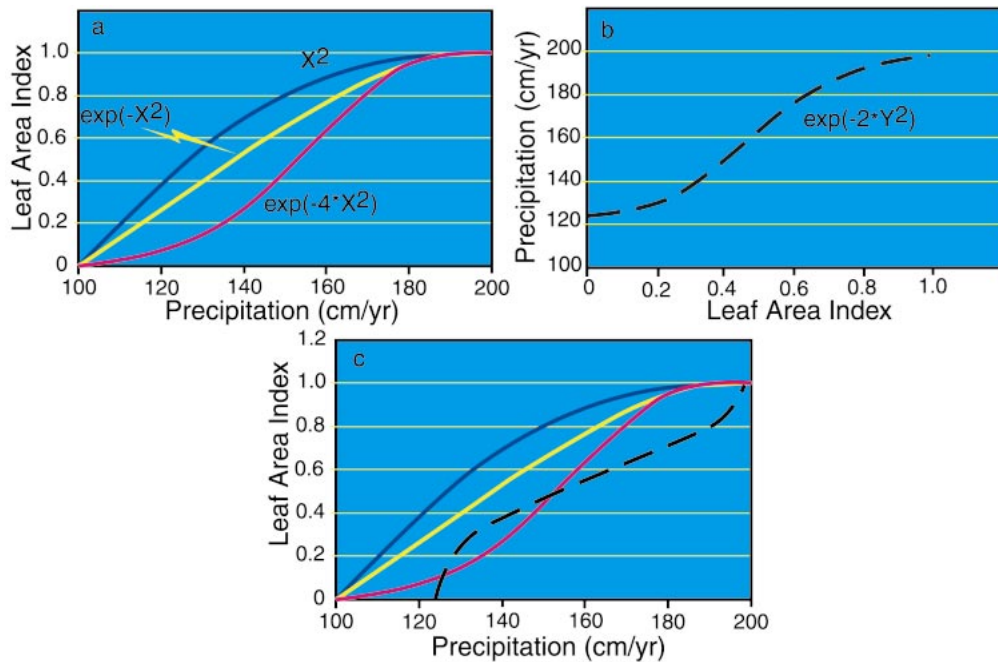 a
Leaf Area Index
1.0
0.8
0.6
0.4
0.2
0
X2
exp(-X2)
exp(-4*X2)
100 120 140 160 180 200
Precipitation (cm/yr)
b
Precipitation (cm/yr)
200
180
160
140
120
100
exp(-2*Y2)
0 0.2 0.4 0.6 0.8 1.0
Leaf Area Index
c
Leaf Area Index
1.2
1.0
0.8
0.6
0.4
0.2
0
100 120 140 160 180 200
Precipitation (cm/yr)